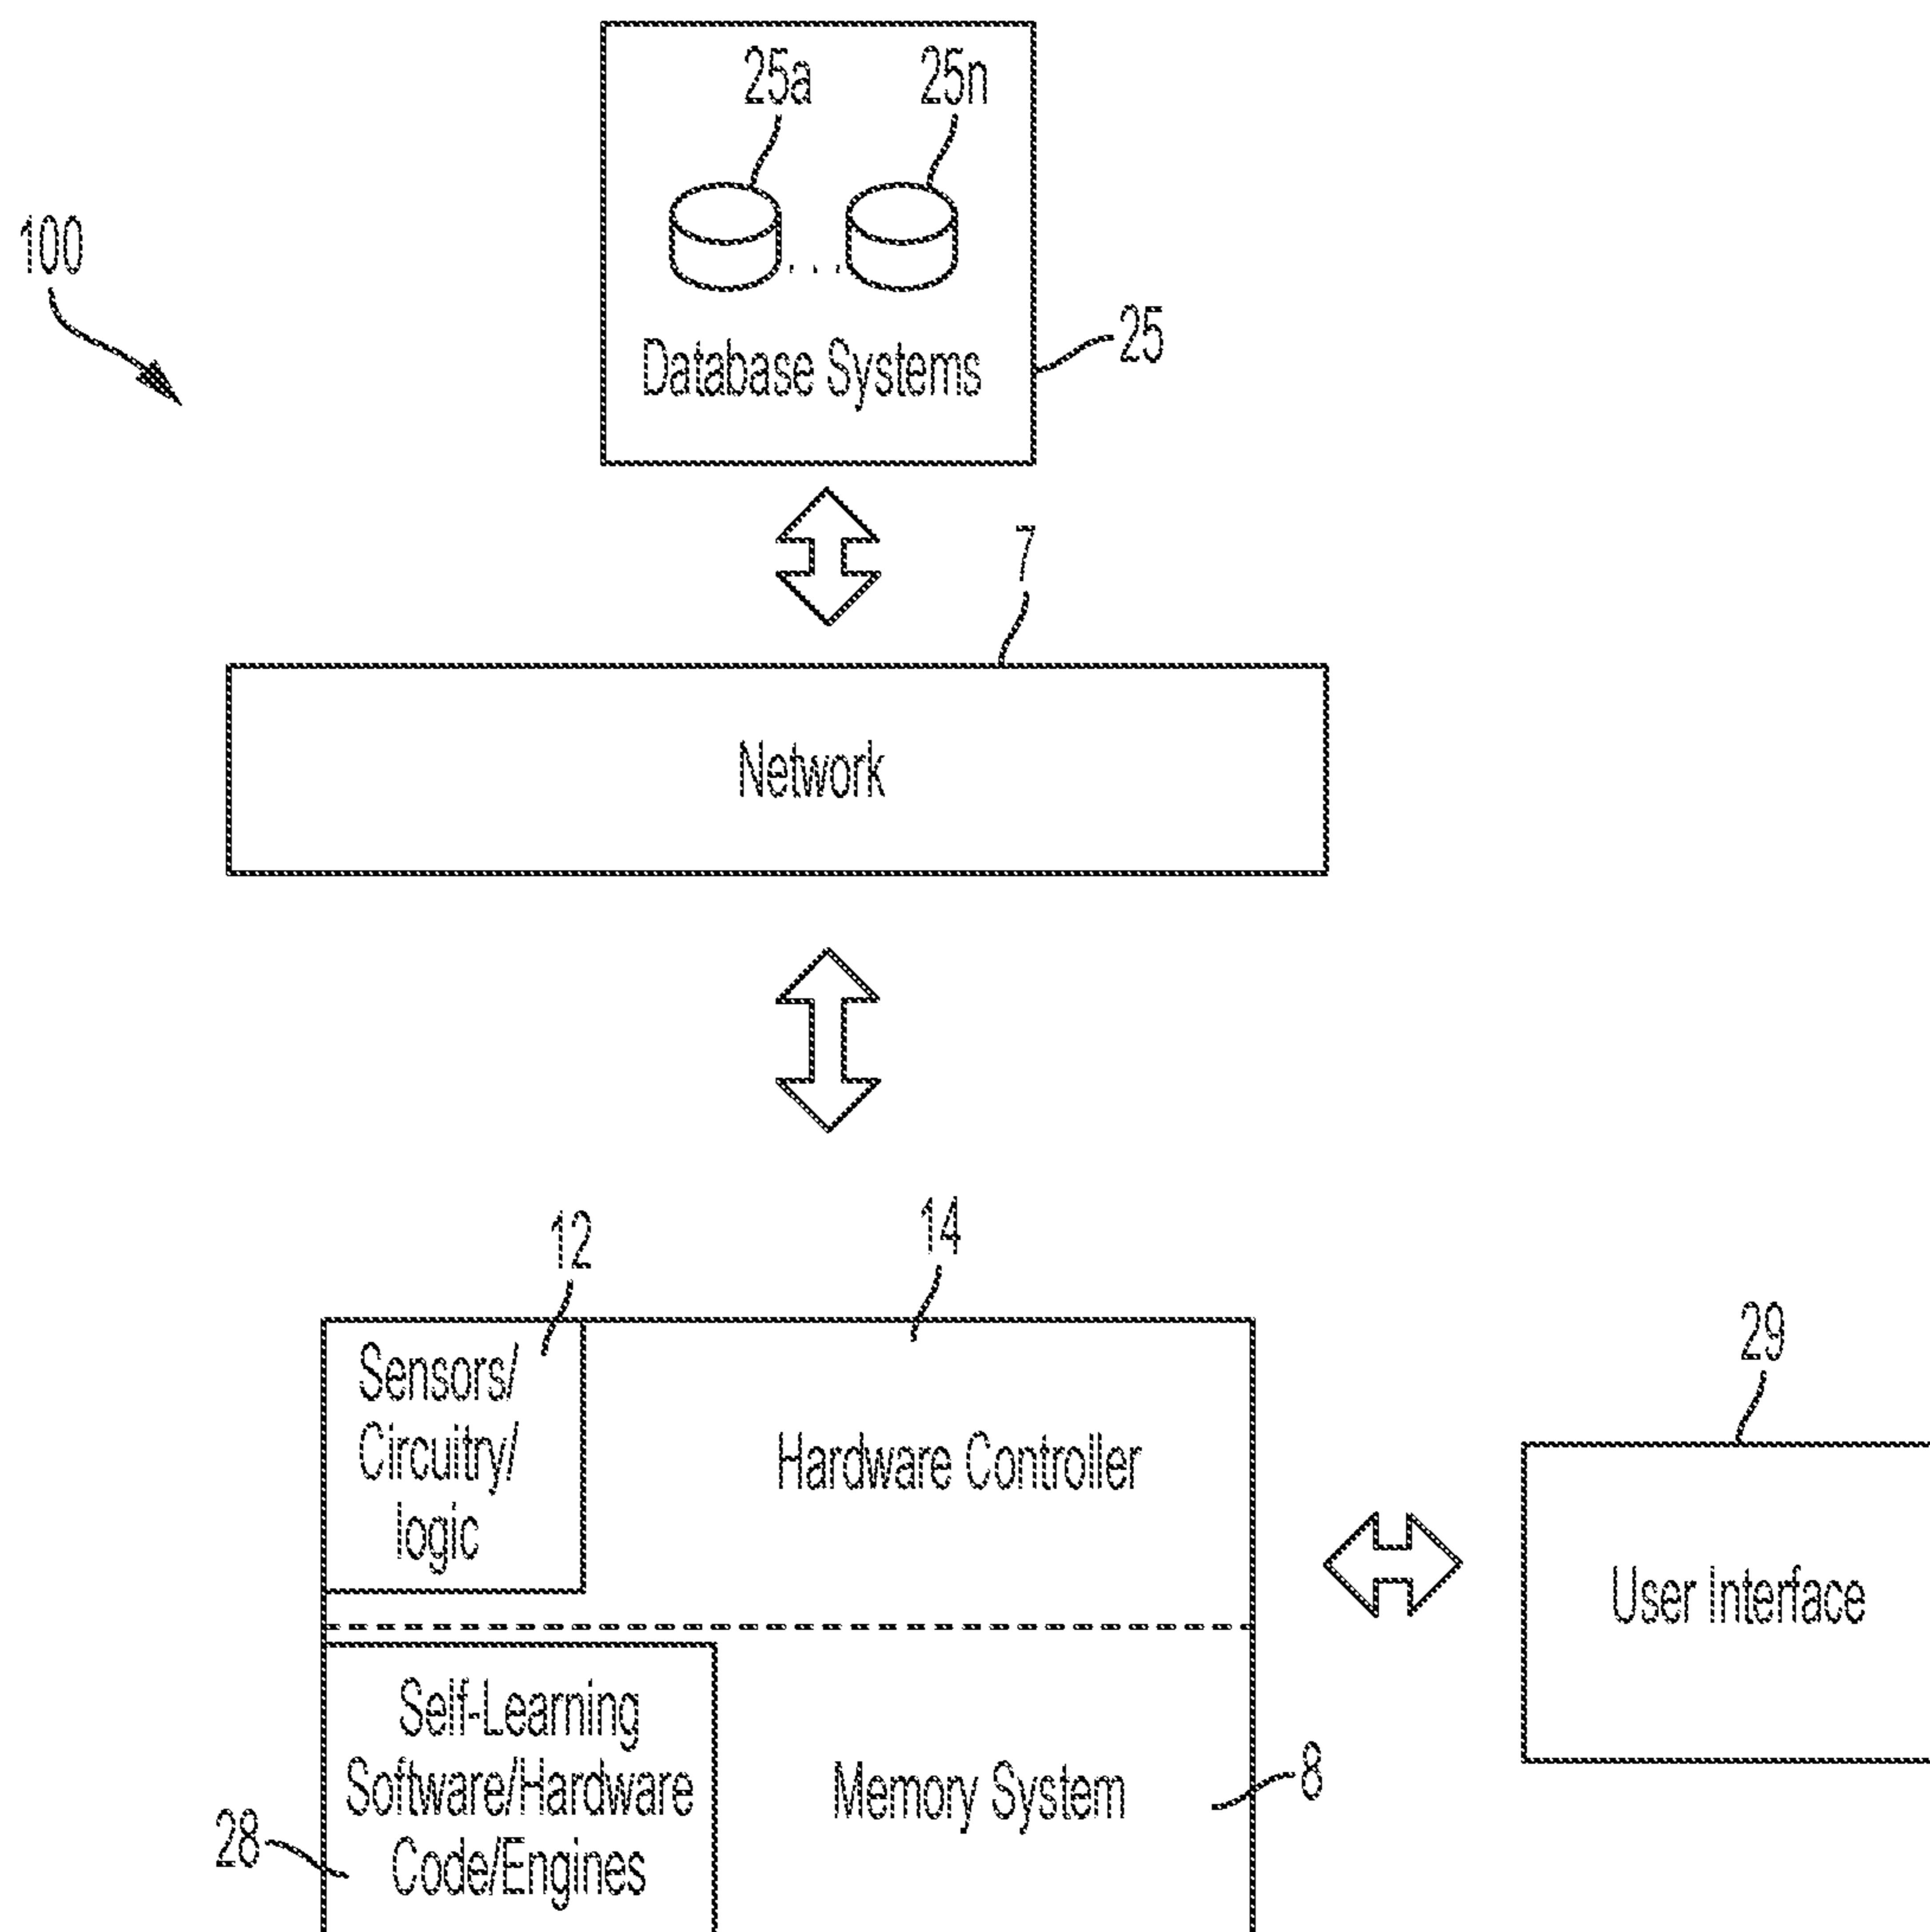 25a
25n
100
. . .
Database Systems
25
7
Network
12
14
Sensors/
Circuitry/
logic
Hardware Controller
29
User Interface
Self-Learning
Software/Hardware
Code/Engines
Memory System
8
28